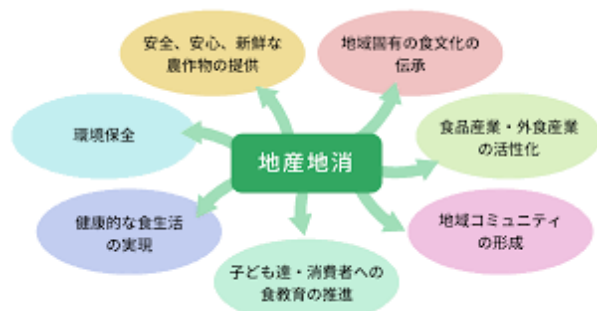 安全、安心、新鮮な
農作物の提供
地域固有の食文化の
伝承
環境保全
地産地消
食品産業・外食産業
の活性化
健康的な食生活
の実現
地域コミュニティ
の形成
子ども達・消費者への
食教育の推進